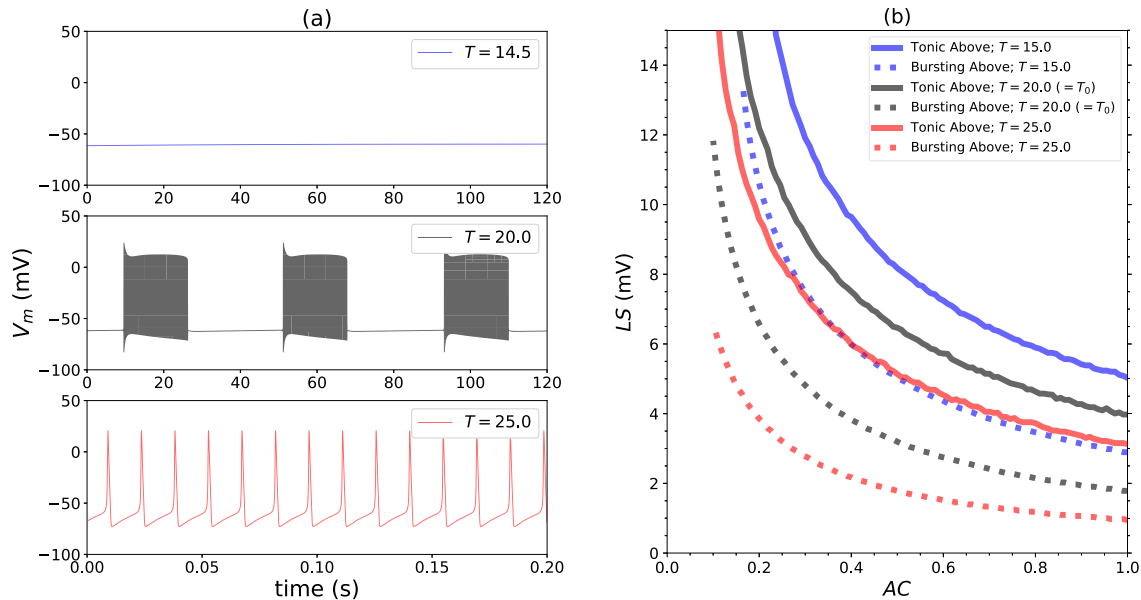 (a)
50
T = 14.5
0
−50
−100
0 20 40 60 80 100 120
50
T = 20.0
0
−50
−100
0 20 40 60 80 100 120
50
T = 25.0
0
−50
−100
0.00 0.05 0.10 0.15 0.20
V_m (mV)
time (s)
(b)
Tonic Above; T = 15.0
Bursting Above; T = 15.0
Tonic Above; T = 20.0 (= T_0)
Bursting Above; T = 20.0 (= T_0)
Tonic Above; T = 25.0
Bursting Above; T = 25.0
14
12
10
8
6
4
2
0
LS (mV)
0.0 0.2 0.4 0.6 0.8 1.0
AC